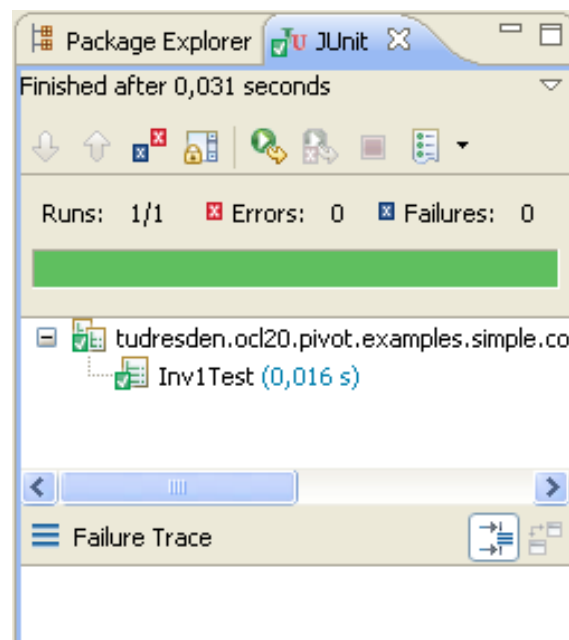 Package Explorer JUnit
Finished after 0,031 seconds
Runs: 1/1 Errors: 0 Failures: 0
tudresden.ocl20.pivot.examples.simple.co
Inv1Test (0,016 s)
Failure Trace